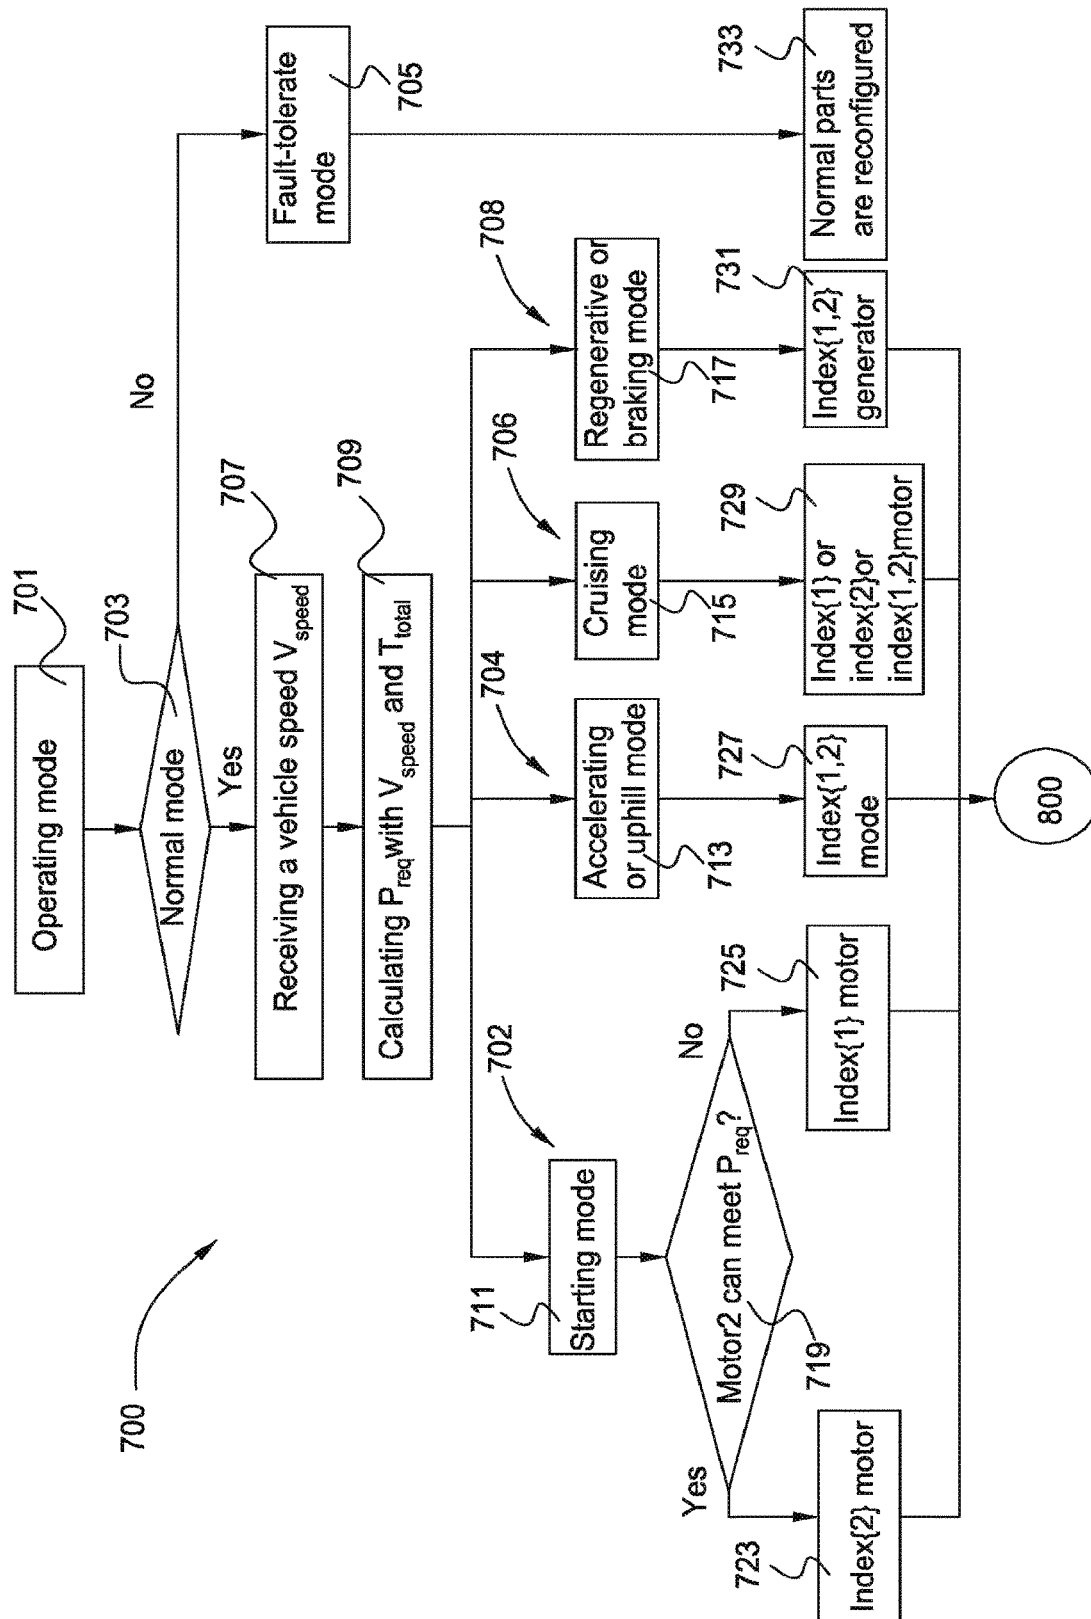 700
Operating mode
701
Normal mode
703
Yes
No
Receiving a vehicle speed V_speed
707
Calculating P_req with V_speed and T_total
709
Fault-tolerate
mode
705
702
711
Starting mode
704
Accelerating
or uphill mode
713
706
Cruising
mode
715
708
Regenerative or
braking mode
717
Motor2 can meet P_req?
719
Yes
No
723
Index{2} motor
725
Index{1} motor
727
Index{1,2}
mode
729
Index{1} or
index{2}or
index{1,2}motor
731
Index{1,2}
generator
733
Normal parts
are reconfigured
800